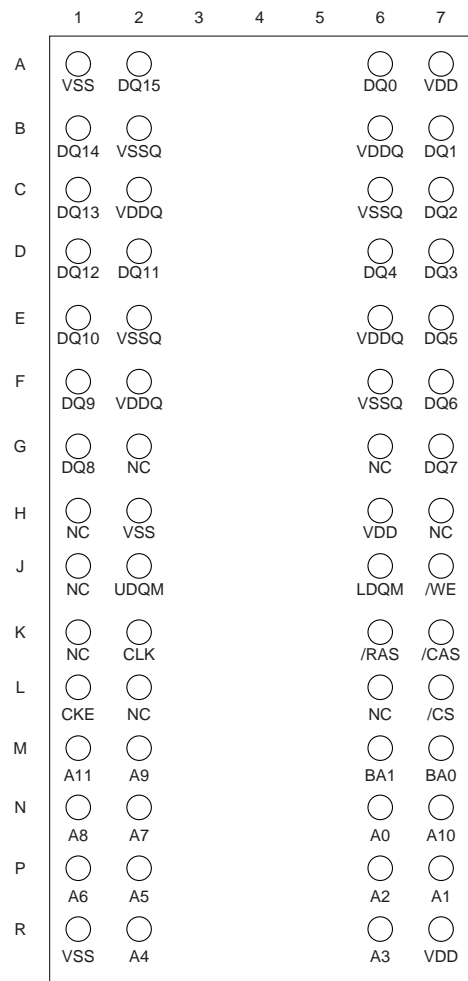 1 2 3 4 5 6 7
A
VSS DQ15 DQ0 VDD
B
DQ14 VSSQ VDDQ DQ1
C
DQ13 VDDQ VSSQ DQ2
D
DQ12 DQ11 DQ4 DQ3
E
DQ10 VSSQ VDDQ DQ5
F
DQ9 VDDQ VSSQ DQ6
G
DQ8 NC NC DQ7
H
NC VSS VDD NC
J
NC UDQM LDQM /WE
K
NC CLK /RAS /CAS
L
CKE NC NC /CS
M
A11 A9 BA1 BA0
N
A8 A7 A0 A10
P
A6 A5 A2 A1
R
VSS A4 A3 VDD